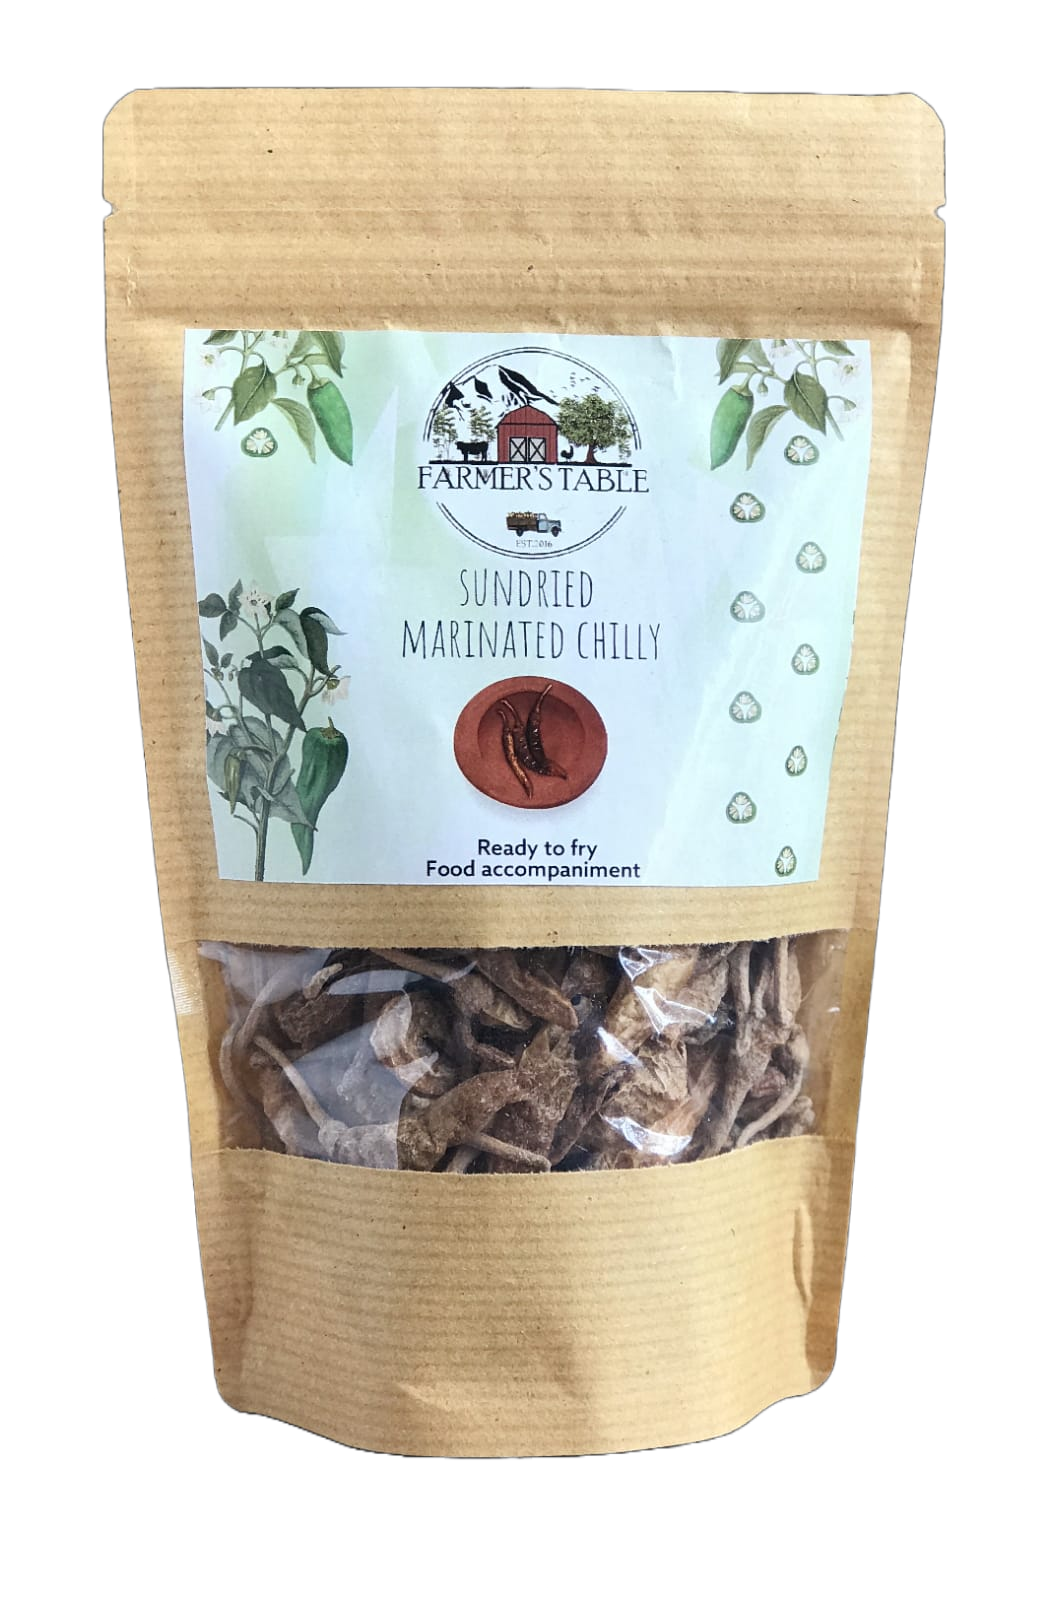 FARMER'S TABLE
EST.2016
SUNDRIED
MARINATED CHILLY
Ready to fry
Food accompaniment